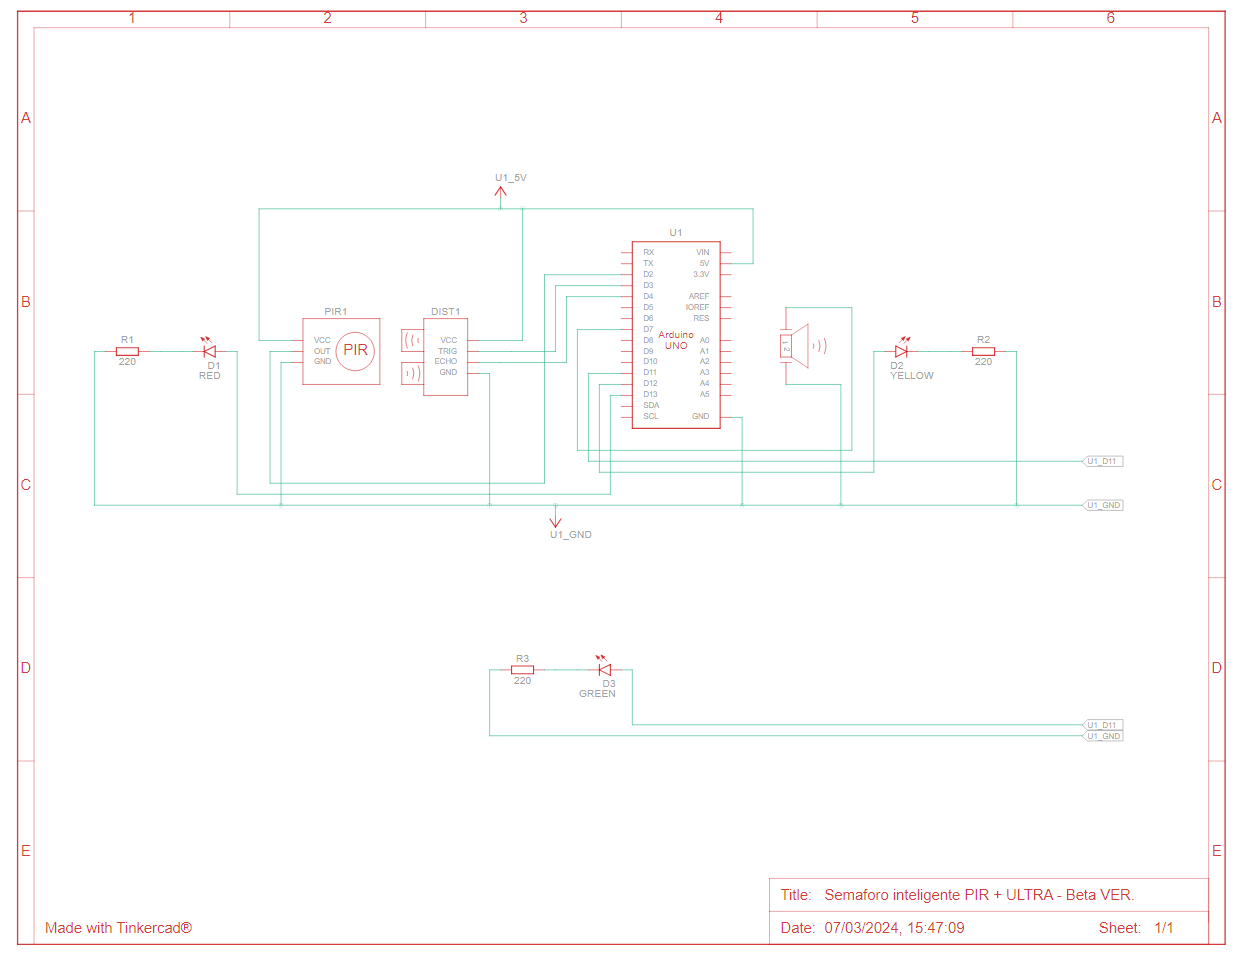 1 2 3 4 5 6
A A
U1_5V
U1
RX VIN
TX 5V
D2 3.3V
D3
D4 AREF
D5 IOREF
D6 RES
D7
D8 A0
D9 A1
D10 A2
D11 A3
D12 A4
D13 A5
SDA
SCL GND
Arduino
UNO
B B
PIR1
VCC
OUT
GND
PIR
DIST1
VCC
TRIG
ECHO
GND
R1
220
D1
RED
1 2
D2
YELLOW
R2
220
U1_D11
C C
U1_GND
U1_GND
R3
220
D3
GREEN
D D
U1_D11
U1_GND
E E
Title: Semaforo inteligente PIR + ULTRA - Beta VER.
Made with Tinkercad®
Date: 07/03/2024, 15:47:09 Sheet: 1/1